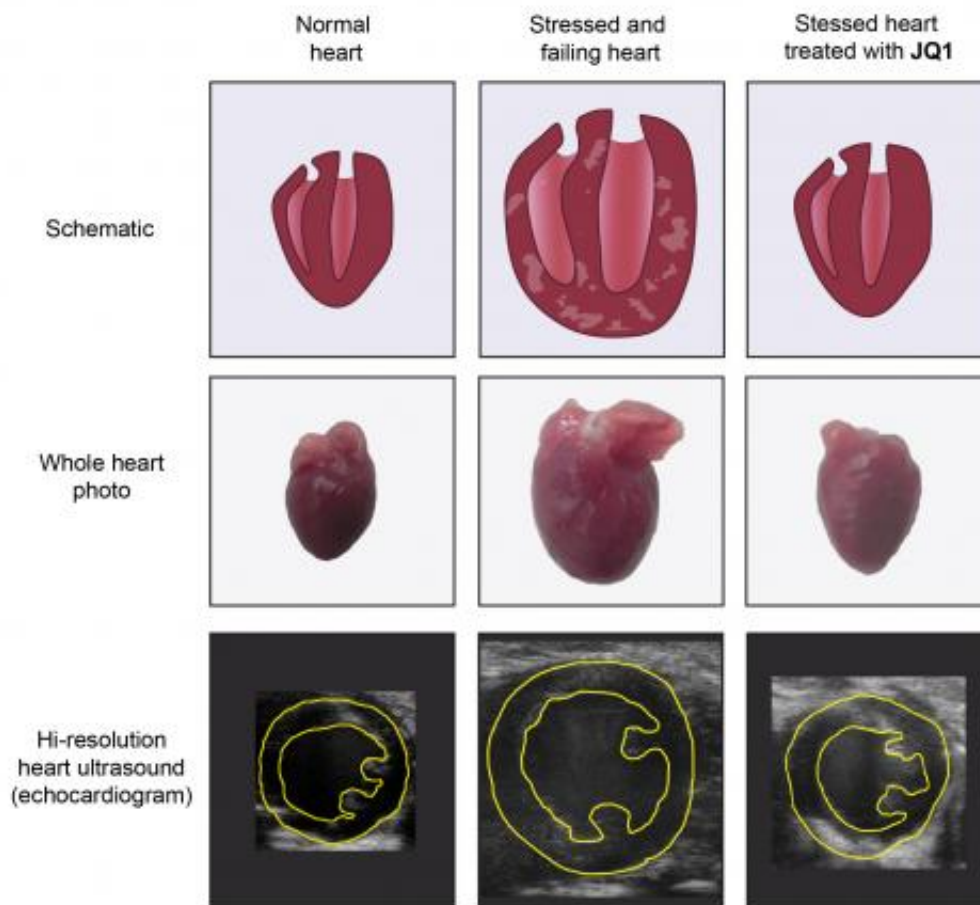 Normal
heart
Stressed and
failing heart
Stessed heart
treated with JQ1
Schematic
Whole heart
photo
Hi-resolution
heart ultrasound
(echocardiogram)